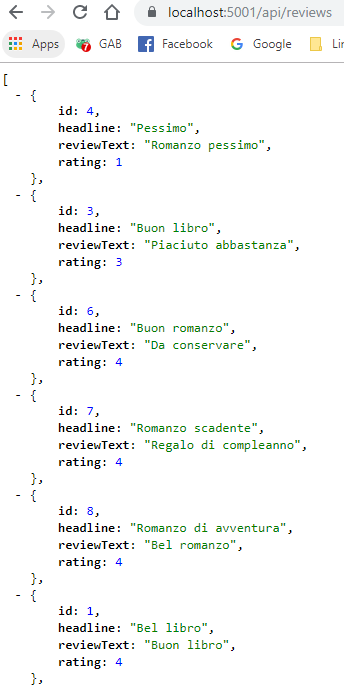 localhost:5001/api/reviews
Apps GAB Facebook Google
[
- {
id: 4,
headline: "Pessimo",
reviewText: "Romanzo pessimo",
rating: 1
},
- {
id: 3,
headline: "Buon libro",
reviewText: "Piaciuto abbastanza",
rating: 3
},
- {
id: 6,
headline: "Buon romanzo",
reviewText: "Da conservare",
rating: 4
},
- {
id: 7,
headline: "Romanzo scadente",
reviewText: "Regalo di compleanno",
rating: 4
},
- {
id: 8,
headline: "Romanzo di avventura",
reviewText: "Bel romanzo",
rating: 4
},
- {
id: 1,
headline: "Bel libro",
reviewText: "Buon libro",
rating: 4
},